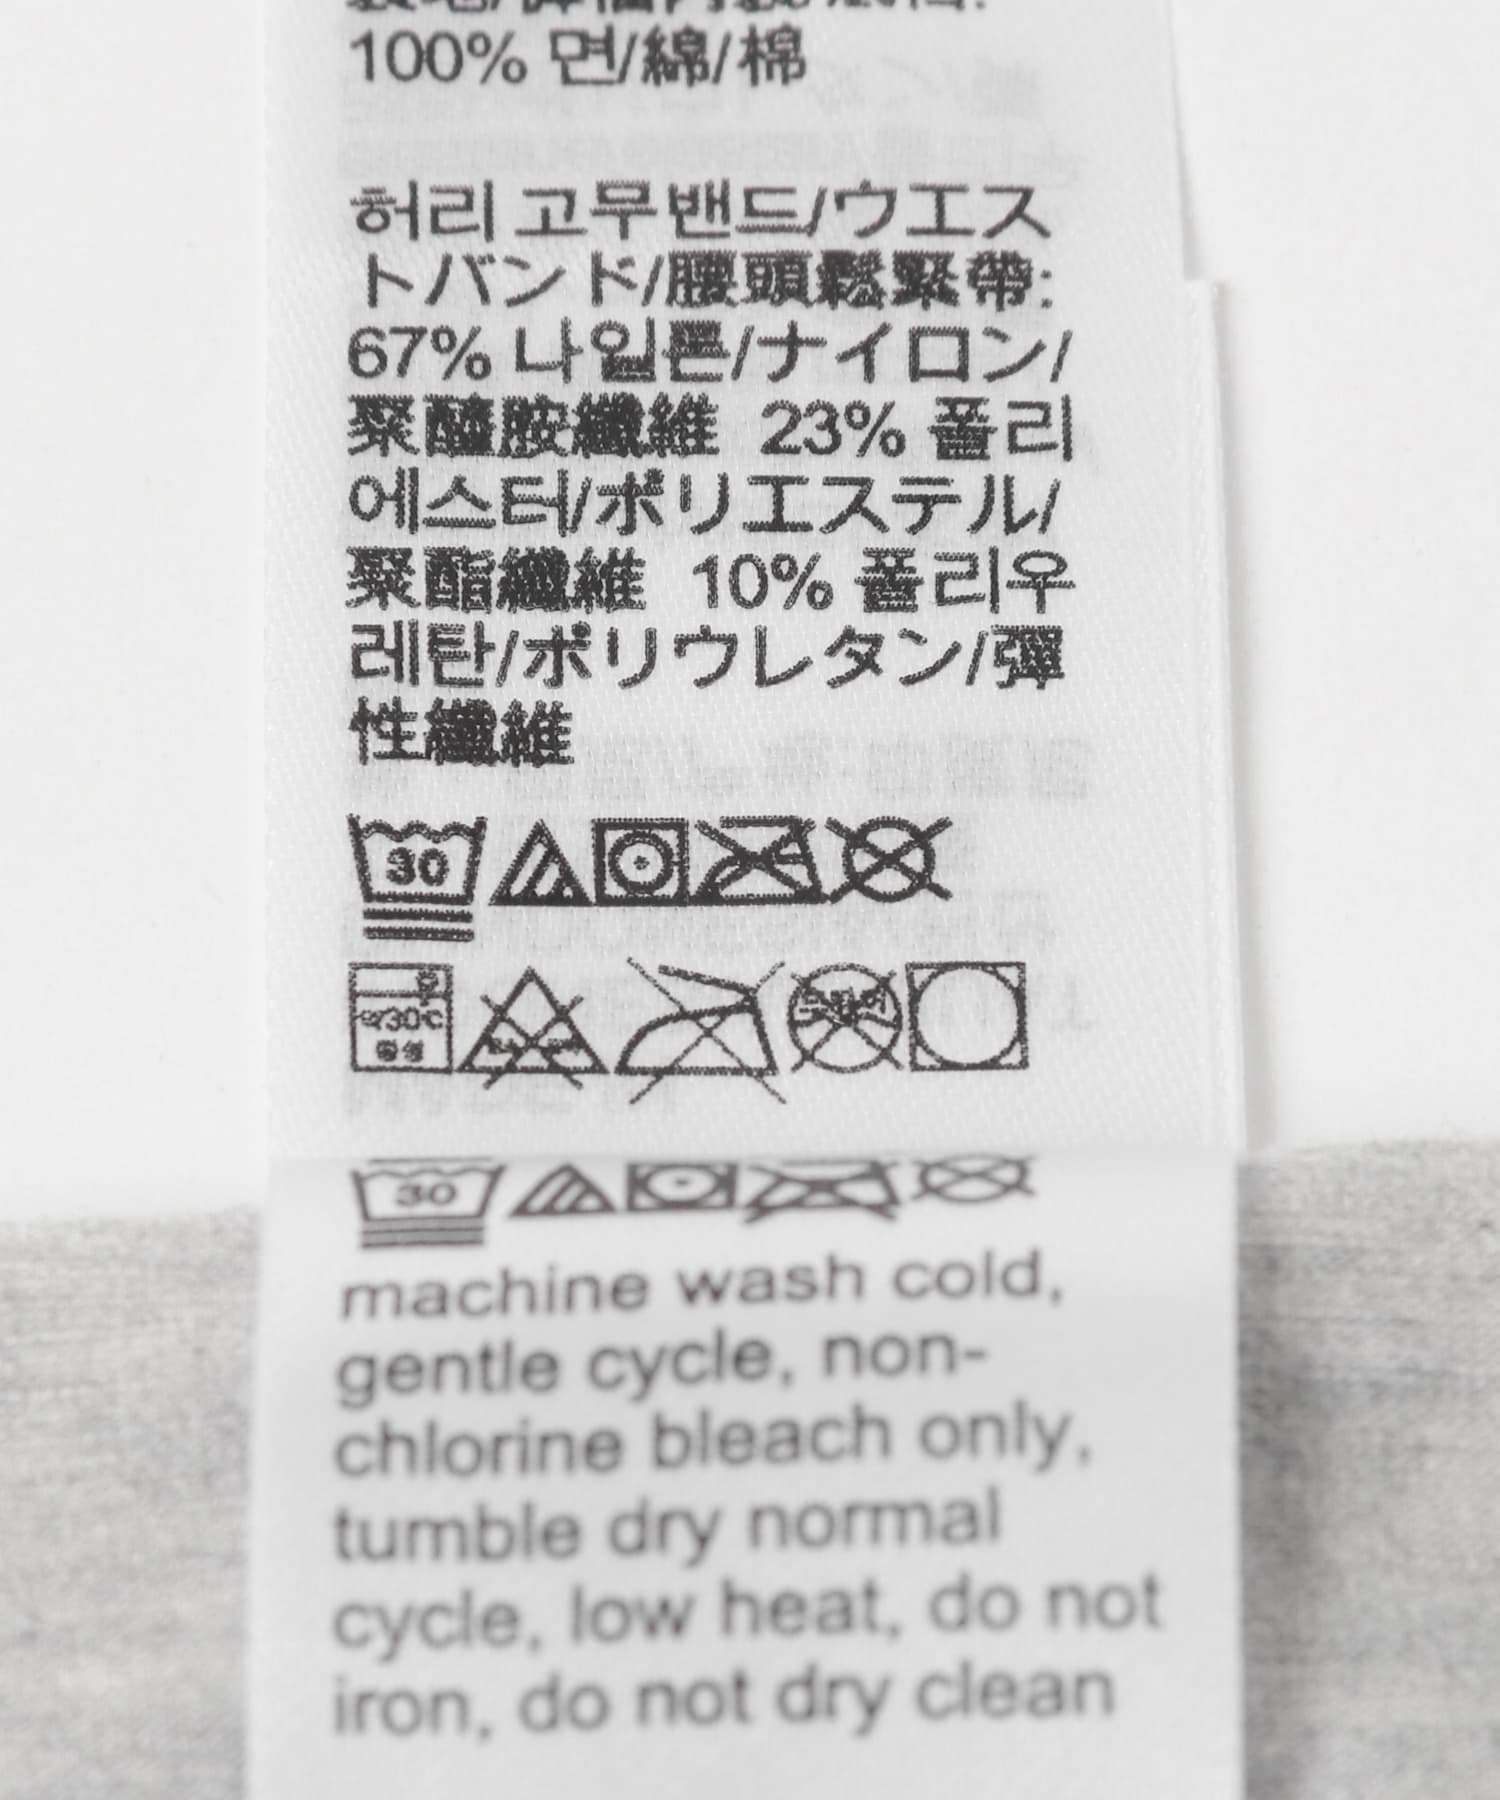 100% 면/綿/棉
허리 고무밴드/ウエス
トバンド/腰頭鬆緊帶:
67% 나일론/ナイロン/
聚醯胺纖維 23% 폴리
에스터/ポリエステル/
聚酯纖維 10% 폴리우
레탄/ポリウレタン/彈
性纖維
30
약30℃
중성
30
machine wash cold,
gentle cycle, non-
chlorine bleach only,
tumble dry normal
cycle, low heat, do not
iron, do not dry clean